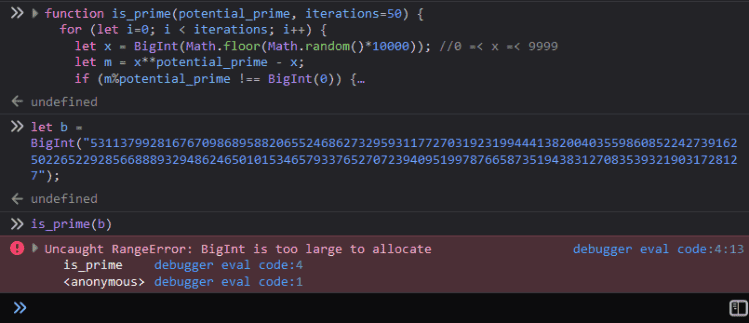 function is_prime(potential_prime, iterations=50) {
for (let i=0; i < iterations; i++) {
let x = BigInt(Math.floor(Math.random()*10000)); //0 =< x =< 9999
let m = x**potential_prime - x;
if (m%potential_prime !== BigInt(0)) {…
undefined
let b =
BigInt("5311379928167670986895882065524686273295931177270319231994441382004035598608522427391625022652292856688893294862465010153465793376527072394095199787665873519438312708353932190317281 27");
undefined
is_prime(b)
Uncaught RangeError: BigInt is too large to allocate debugger eval code:4:13
is_prime debugger eval code:4
<anonymous> debugger eval code:1